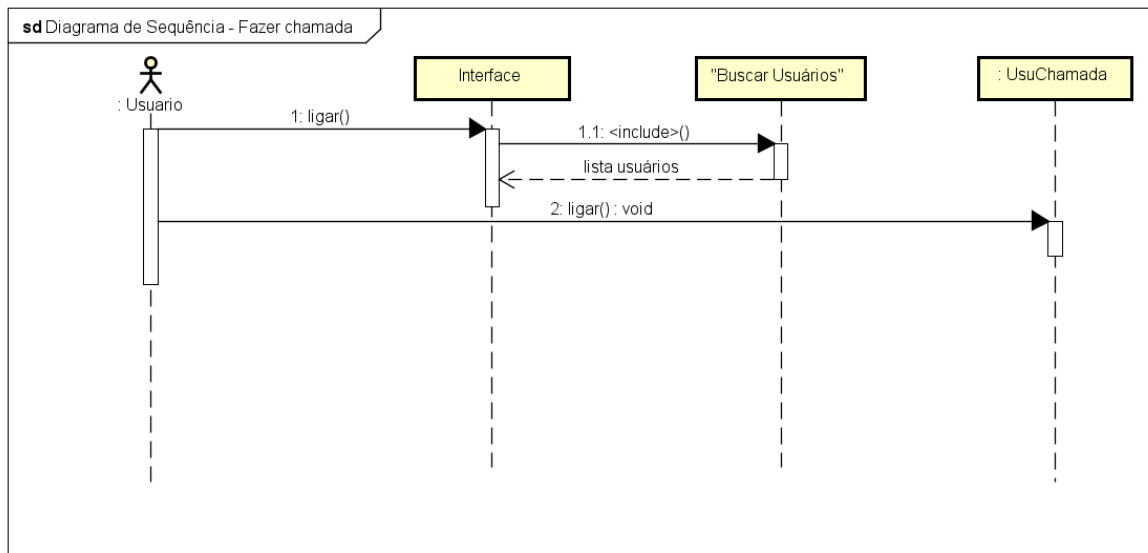 sd Diagrama de Sequência - Fazer chamada
: Usuario
Interface
"Buscar Usuários"
: UsuChamada
1: ligar()
1.1: <include>()
lista usuários
2: ligar() : void